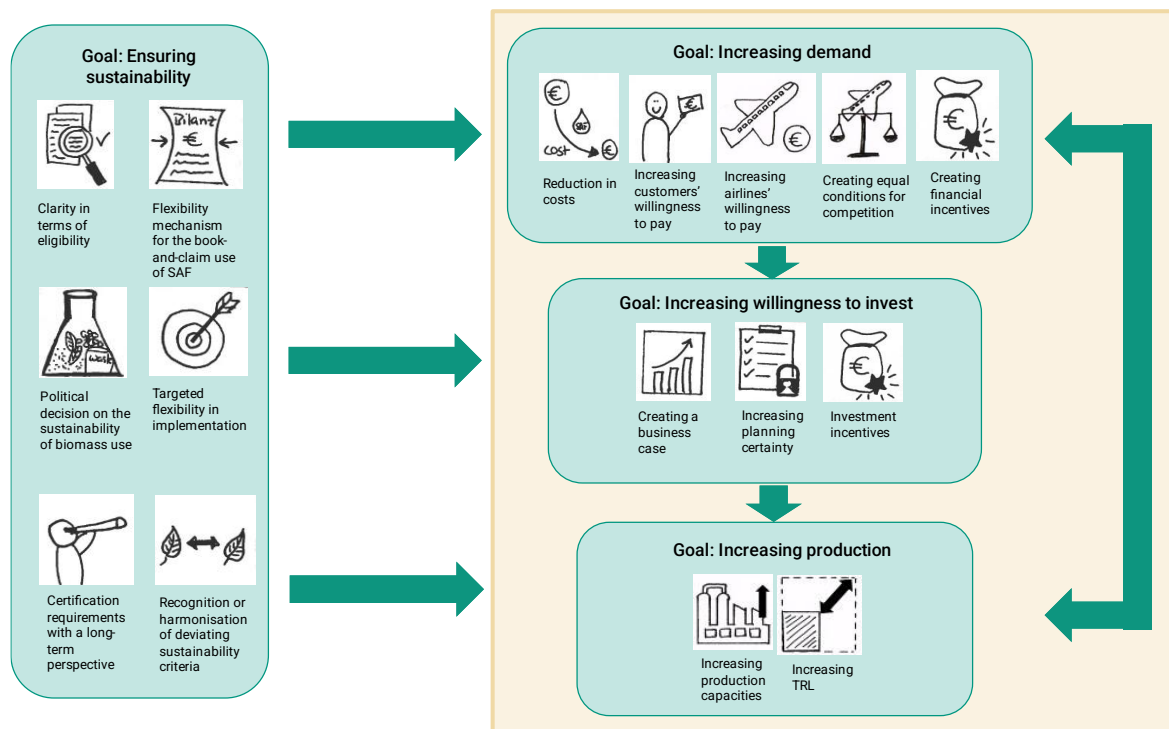 Goal: Ensuring
sustainability
Bilanz
€
Clarity in
terms of
eligibility
Flexibility
mechanism
for the book-
and-claim use
of SAF
Waste
Political
decision on the
sustainability
of biomass use
Targeted
flexibility in
implementation
Certification
requirements
with a long-
term
perspective
Recognition or
harmonisation
of deviating
sustainability
criteria
Goal: Increasing demand
€
SAF
COST
€
Reduction in
costs
€
Increasing
customers’
willingness
to pay
€
Increasing
airlines’
willingness to
pay
Creating equal
conditions for
competition
€
Creating
financial
incentives
Goal: Increasing willingness to invest
Creating a
business
case
Increasing
planning
certainty
€
Investment
incentives
Goal: Increasing production
Increasing
production
capacities
Increasing
TRL